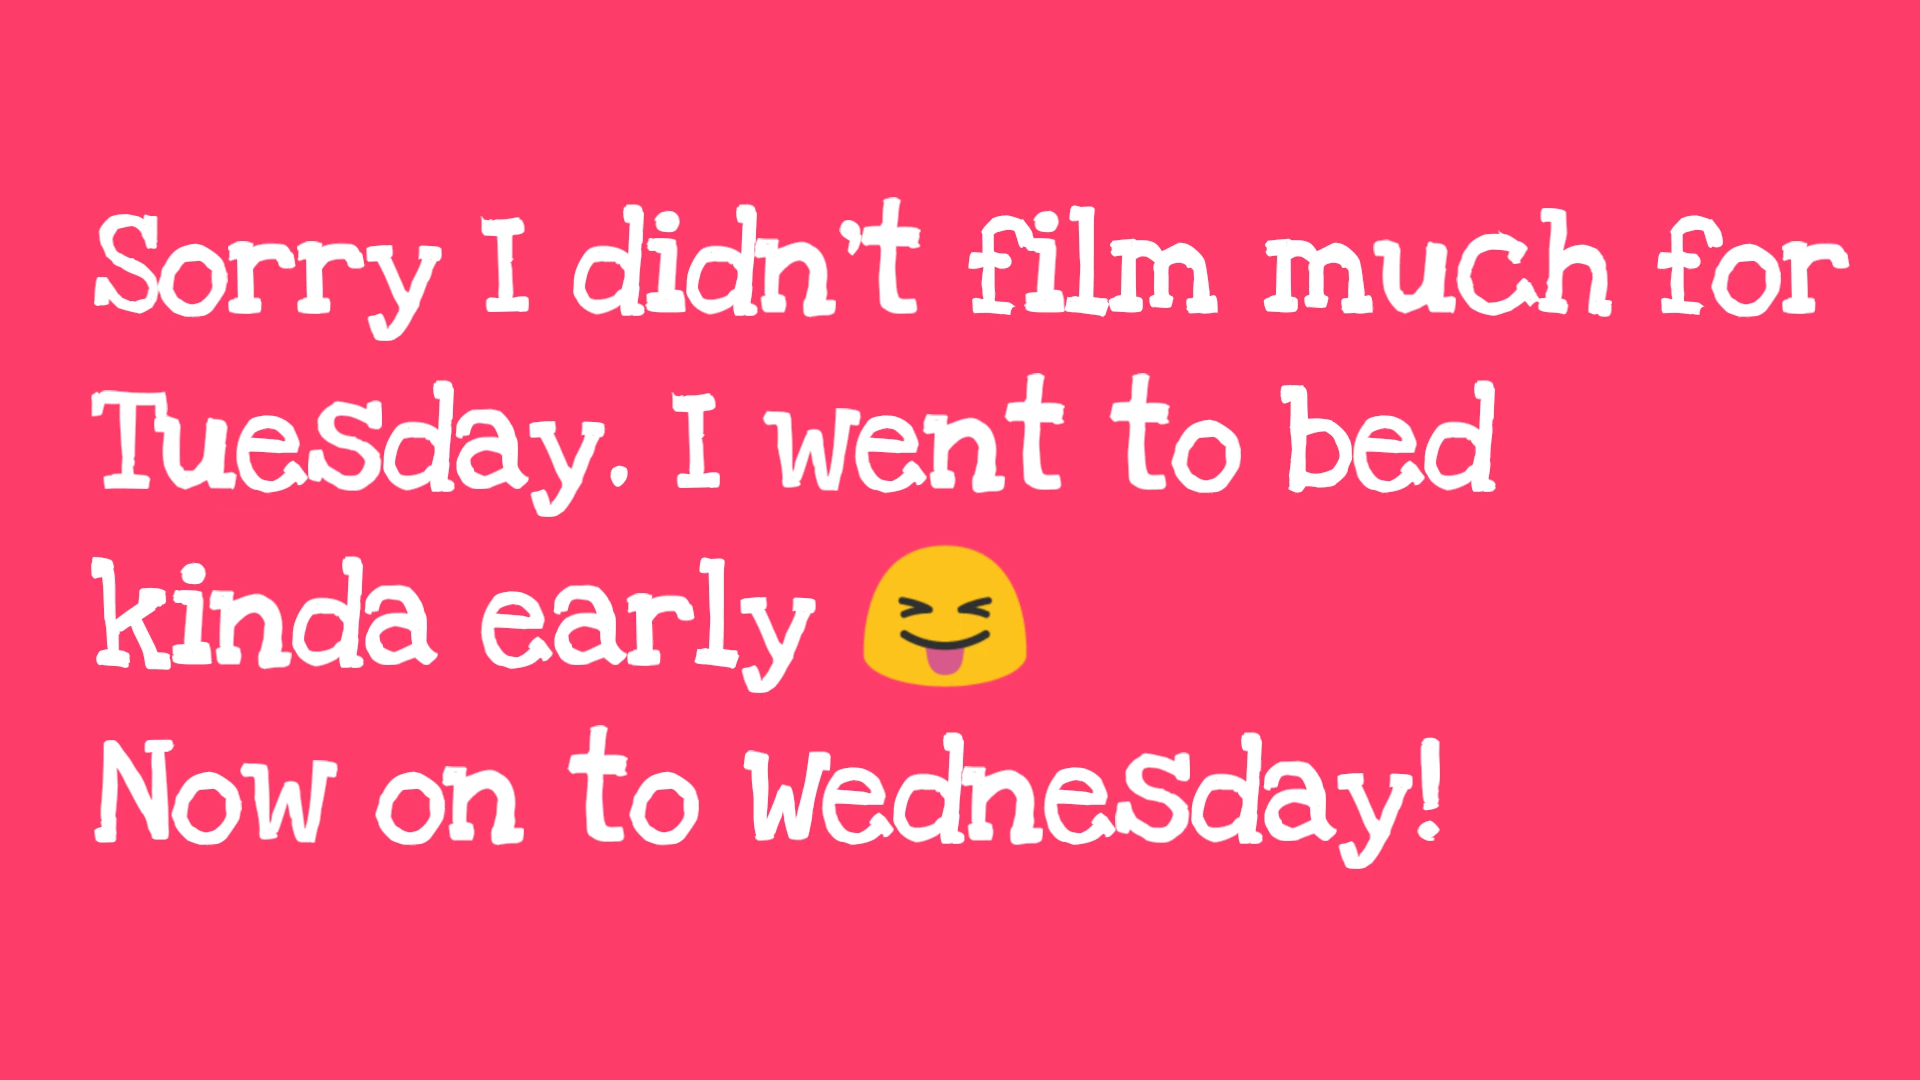 Sorry I didn't film much for
Tuesday. I went to bed
kinda early 😝
Now on to Wednesday!